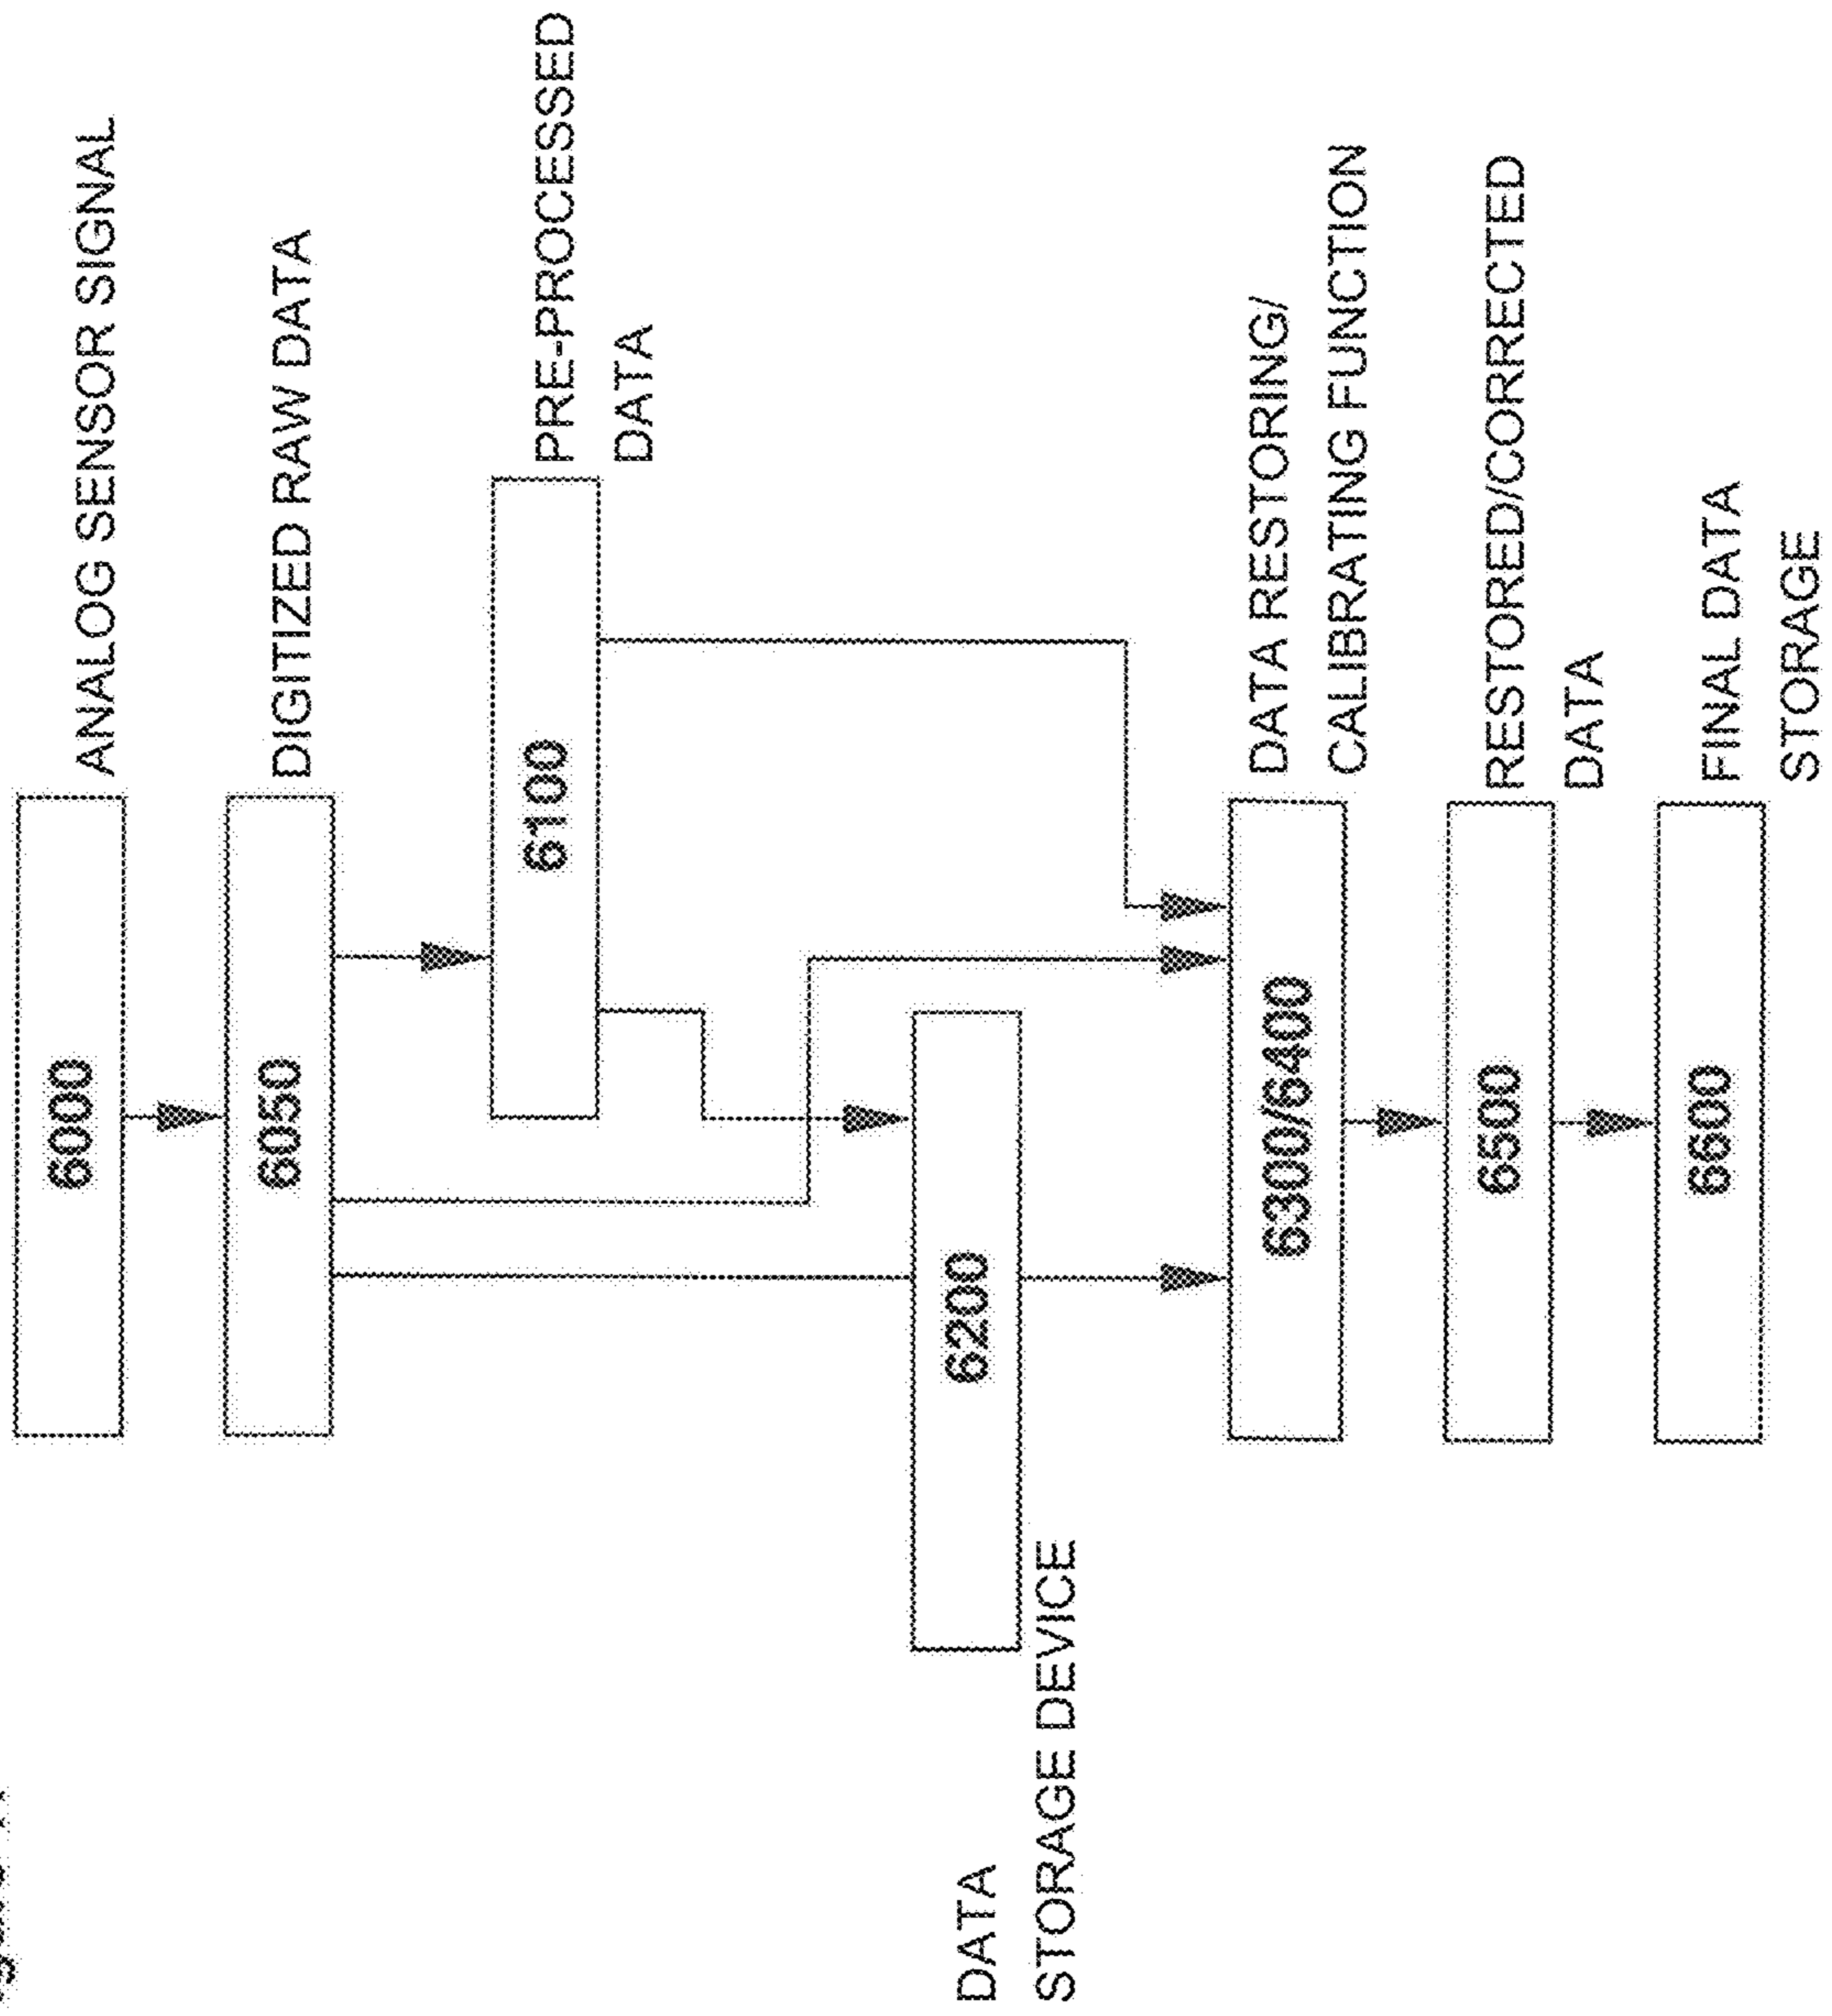 6000
ANALOG SENSOR SIGNAL
6050
DIGITIZED RAW DATA
6100
PRE-PROCESSED
DATA
6200
DATA
STORAGE DEVICE
6300/6400
DATA RESTORING/
CALIBRATING FUNCTION
6500
RESTORED/CORRECTED
DATA
6600
FINAL DATA
STORAGE